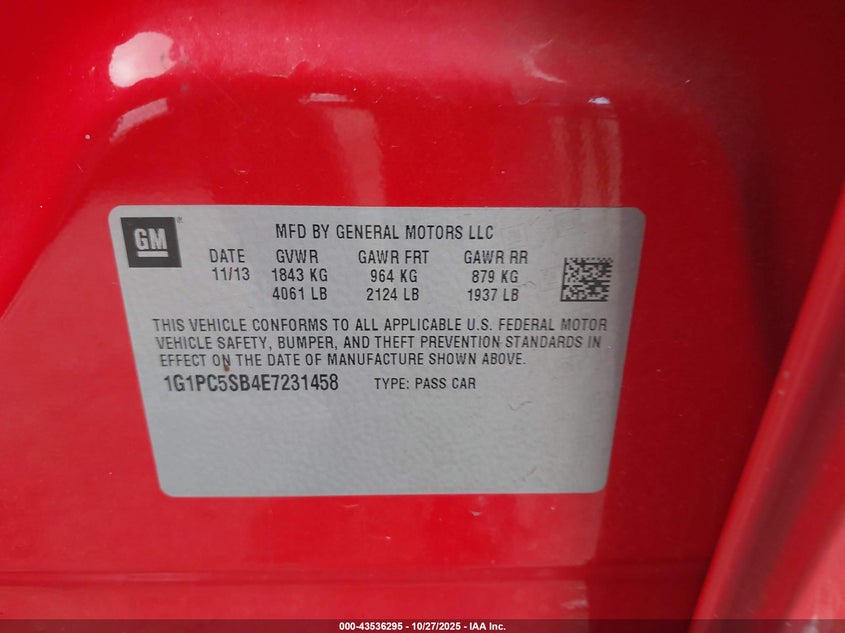 GM
MFD BY GENERAL MOTORS LLC
DATE GVWR GAWR FRT GAWR RR
11/13 1843 KG 964 KG 879 KG
4061 LB 2124 LB 1937 LB
THIS VEHICLE CONFORMS TO ALL APPLICABLE U.S. FEDERAL MOTOR
VEHICLE SAFETY, BUMPER, AND THEFT PREVENTION STANDARDS IN
EFFECT ON THE DATE OF MANUFACTURE SHOWN ABOVE.
1G1PC5SB4E7231458 TYPE: PASS CAR
000-43536295 - 10/27/2025 - IAA Inc.